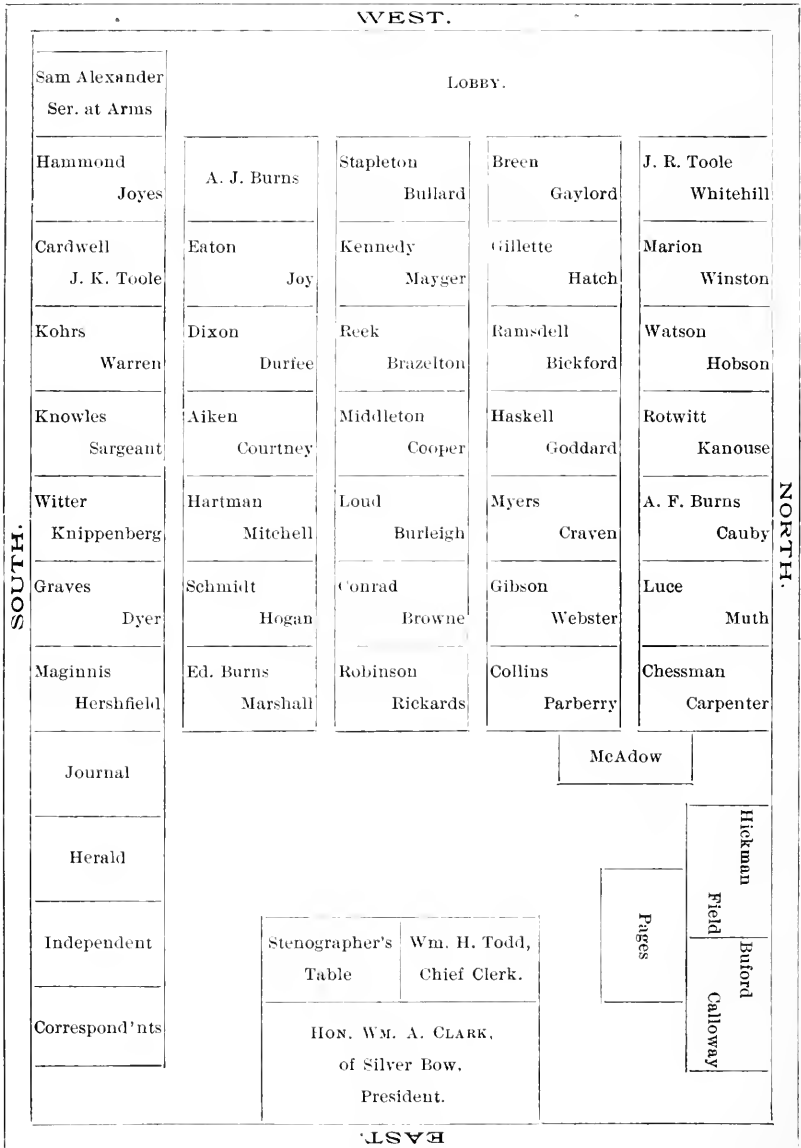 WEST.
LOBBY.
Sam Alexander
Ser. at Arms
Hammond
Joyes
Cardwell
J. K. Toole
Kohrs
Warren
Knowles
Sargeant
Witter
Knippenberg
Graves
Dyer
Maginnis
Hershfield
Journal
Herald
Independent
Correspond'nts
A. J. Burns
Eaton
Joy
Dixon
Durfee
Aiken
Courtney
Hartman
Mitchell
Schmidt
Hogan
Ed. Burns
Marshall
Stapleton
Bullard
Kennedy
Mayger
Reek
Brazelton
Middleton
Cooper
Loud
Burleigh
Conrad
Browne
Robinson
Rickards
Breen
Gaylord
Gillette
Hatch
Ramsdell
Bickford
Haskell
Goddard
Myers
Craven
Gibson
Webster
Collins
Parberry
J. R. Toole
Whitehill
Marion
Winston
Watson
Hobson
Rotwitt
Kanouse
A. F. Burns
Cauby
Luce
Muth
Chessman
Carpenter
McAdow
Hickman
Field
Buford
Calloway
Pages
Stenographer's
Table
Wm. H. Todd,
Chief Clerk.
HON. WM. A. CLARK,
of Silver Bow,
President.
SOUTH.
NORTH.
EAST.